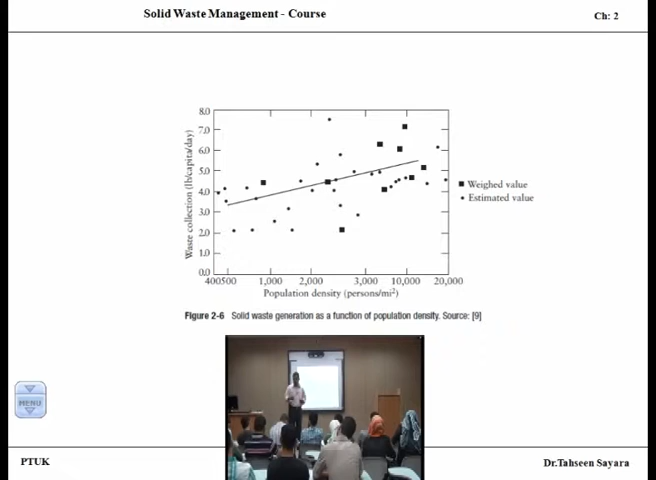 Solid Waste Management - Course
Ch: 2
8.0
7.0
6.0
5.0
4.0
3.0
2.0
1.0
0.0
Waste collection (lb/capita/day)
400500 1,000 2,000 3,000 10,000 20,000
Population density (persons/mi²)
■ Weighed value
• Estimated value
Figure 2-6 Solid waste generation as a function of population density. Source: [9]
MENU
PTUK
Dr.Tahseen Sayara